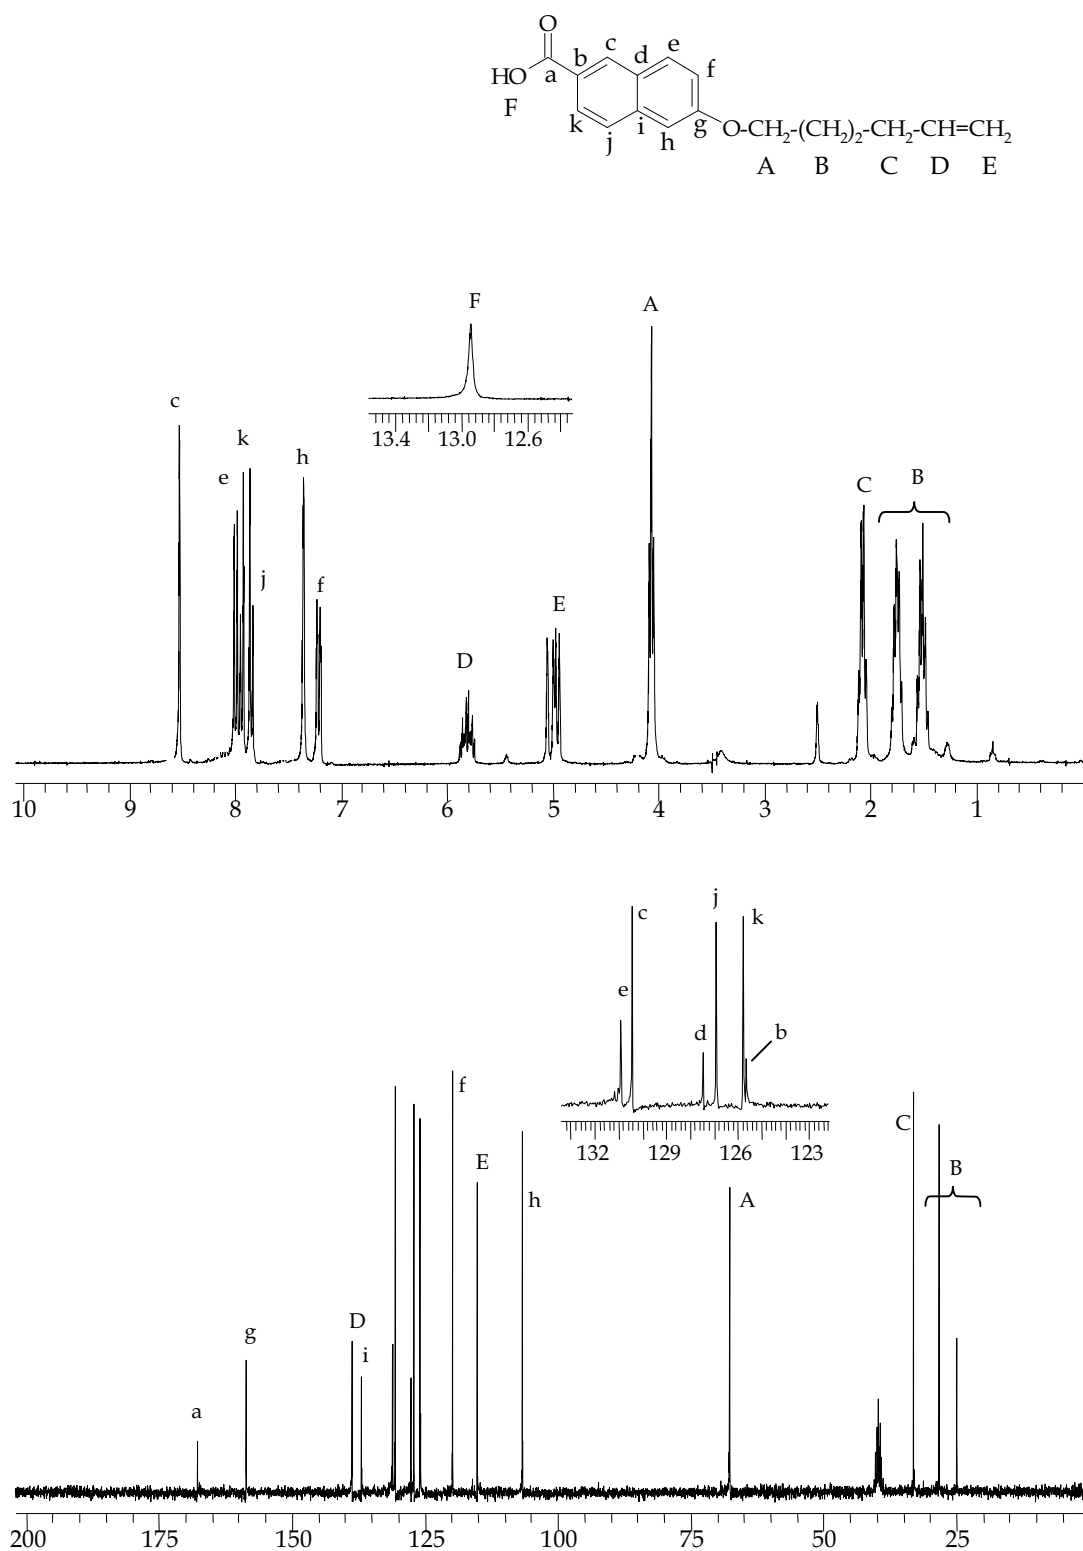 O
c e
b d f
HO a
F
k i g
j h O-CH2-(CH2)2-CH2-CH=CH2
A B C D E
F
A
c
13.4 13.0 12.6
k
h
e
C B
j f
E
D
10 9 8 7 6 5 4 3 2 1
c j k
e
d b
132 129 126 123
f
C
E B
h A
D
g
i
a
200 175 150 125 100 75 50 25